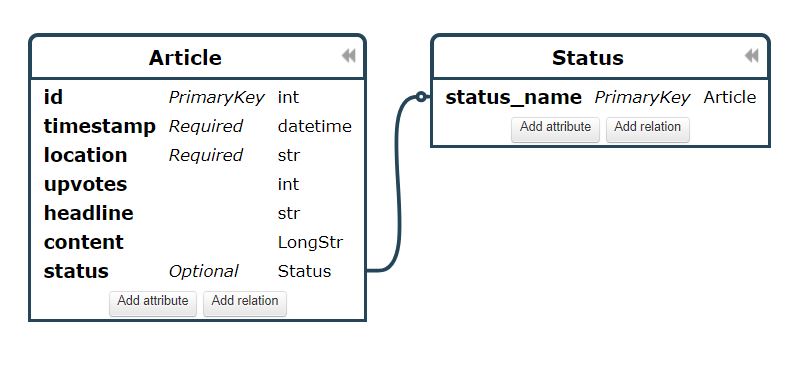 Article
id PrimaryKey int
timestamp Required datetime
location Required str
upvotes int
headline str
content LongStr
status Optional Status
Add attribute Add relation
Status
status_name PrimaryKey Article
Add attribute Add relation